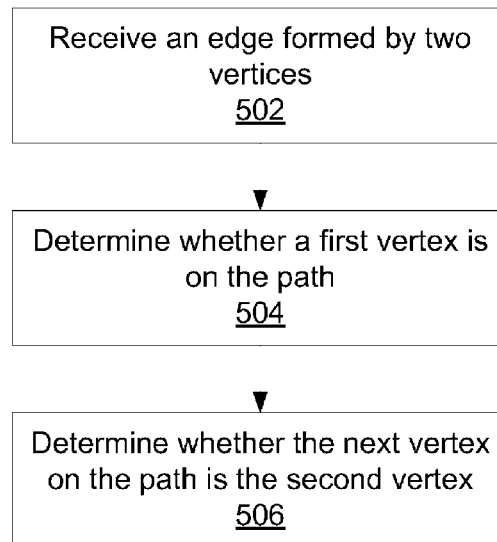 Receive an edge formed by two
vertices
502
Determine whether a first vertex is
on the path
504
Determine whether the next vertex
on the path is the second vertex
506